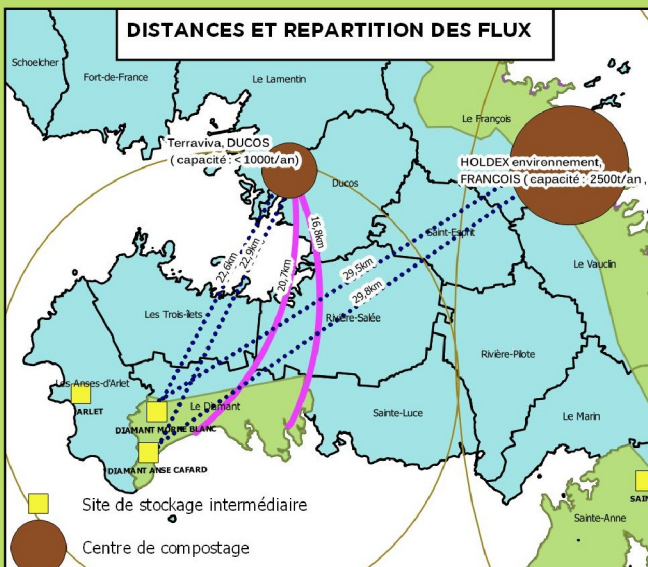 DISTANCES ET REPARTITION DES FLUX
Schoelcher
Fort-de-France
Le Lamentin
Le François
Terraviva, DUCOS
( capacité : <1000t/an)
HOLDEX environnement,
FRANCOIS ( capacité : 2500t/an ,
Ducos
Saint-Esprit
16,8km
22,6km
22,9km
20,7km
29,5km
29,8km
Le Vauclin
Les Trois-îlets
Rivière-Salée
Rivière-Pilote
Les Anses-d'Arlet
ARLET
Le Diamant
DIAMANT MORNE BLANC
Sainte-Luce
Le Marin
DIAMANT ANSE CAFARD
SAIN
Site de stockage intermédiaire
Sainte-Anne
Centre de compostage